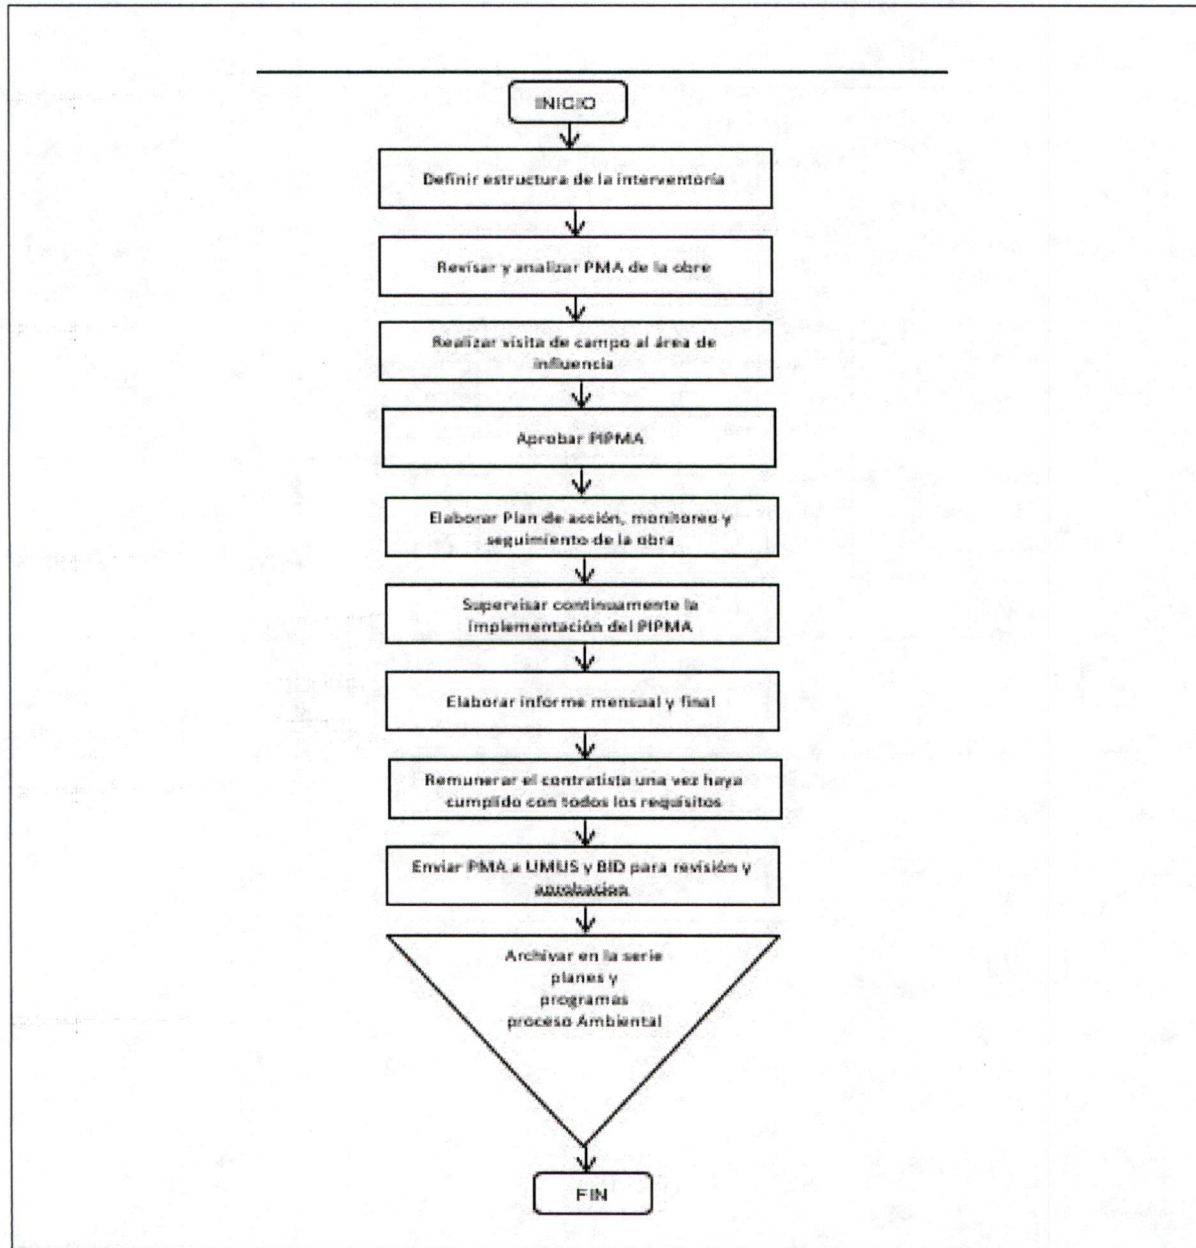 INICIO
Definir estructura de la interventoría
Revisar y analizar PMA de la obre
Realizar visita de campo al área de
influencia
Aprobar PIPMA
Elaborar Plan de acción, monitoreo y
seguimiento de la obra
Supervisar continuamente la
implementación del PIPMA
Elaborar informe mensual y final
Remunerar el contratista una vez haya
cumplido con todos los requisitos
Enviar PMA a UMUS y BID para revisión y
aprobacion
Archivar en la serie
planes y
programas
proceso Ambiental
FIN